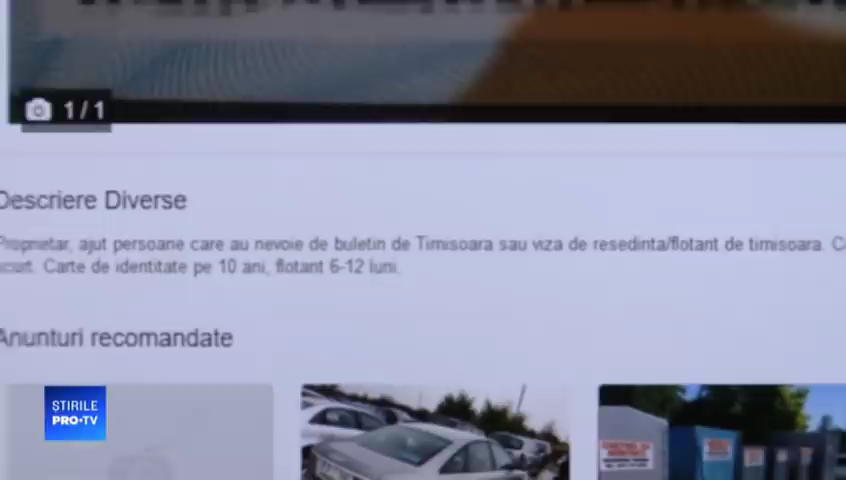 1/1
Descriere Diverse
Proprietar, ajut persoane care au nevoie de buletin de Timisoara sau viza de resedinta/flotant de timisoara. C
scurt. Carte de identitate pe 10 ani, flotant 6-12 luni.
Anunturi recomandate
ȘTIRILE
PRO•TV